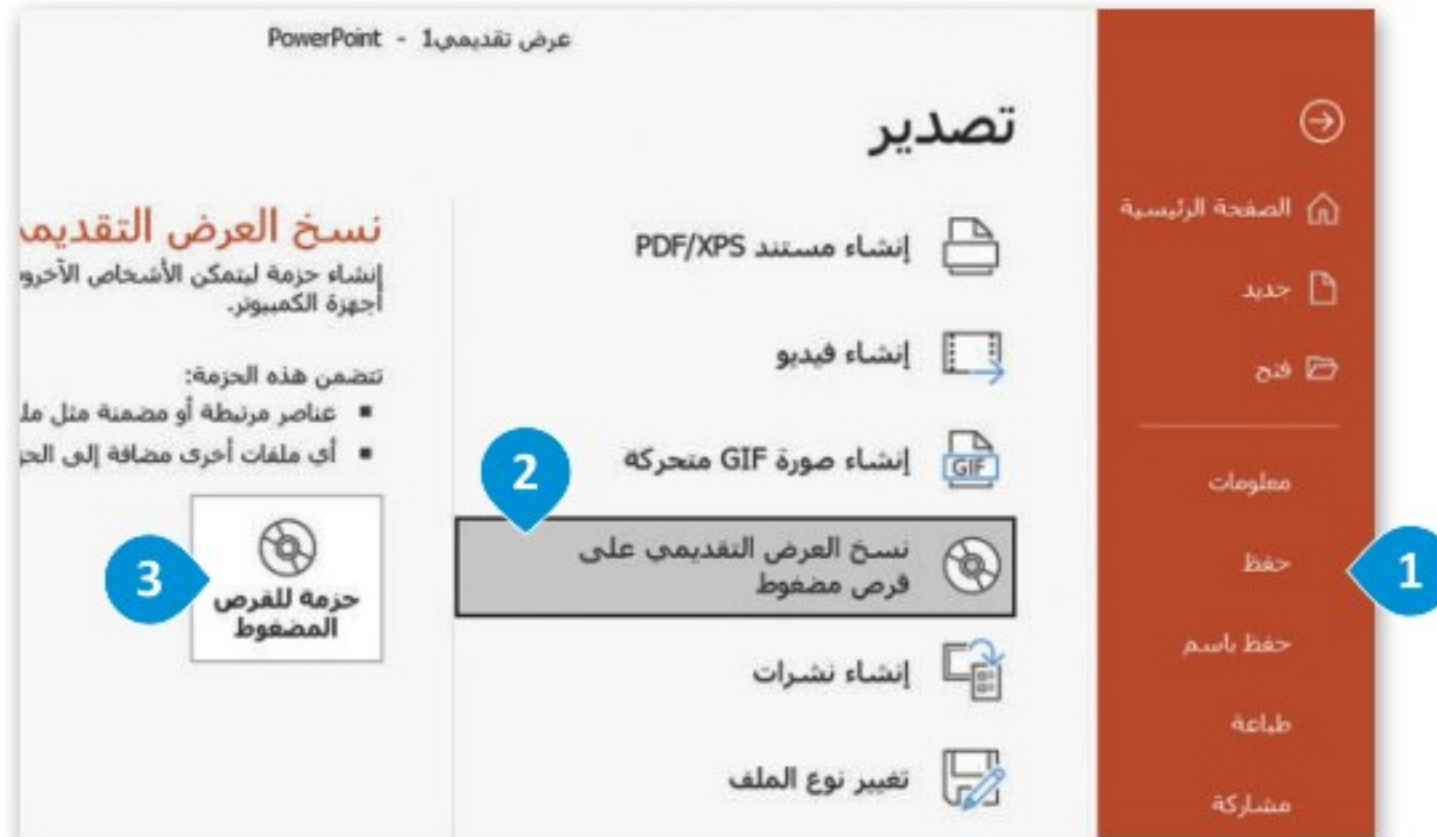 عرض تقديمي1 - PowerPoint
تصدير
الصفحة الرئيسية
جديد
فتح
معلومات
حفظ
حفظ باسم
طباعة
مشاركة
1
إنشاء مستند PDF/XPS
إنشاء فيديو
إنشاء صورة GIF متحركة
GIF
2
نسخ العرض التقديمي على
قرص مضغوط
إنشاء نشرات
تغيير نوع الملف
نسخ العرض التقديمي
إنشاء حزمة ليتمكن الأشخاص الآخرو
أجهزة الكمبيوتر.
تتضمن هذه الحزمة:
▪ عناصر مرتبطة أو مضمنة مثل مل
▪ أي ملفات أخرى مضافة إلى الحز
3
حزمة للقرص
المضغوط